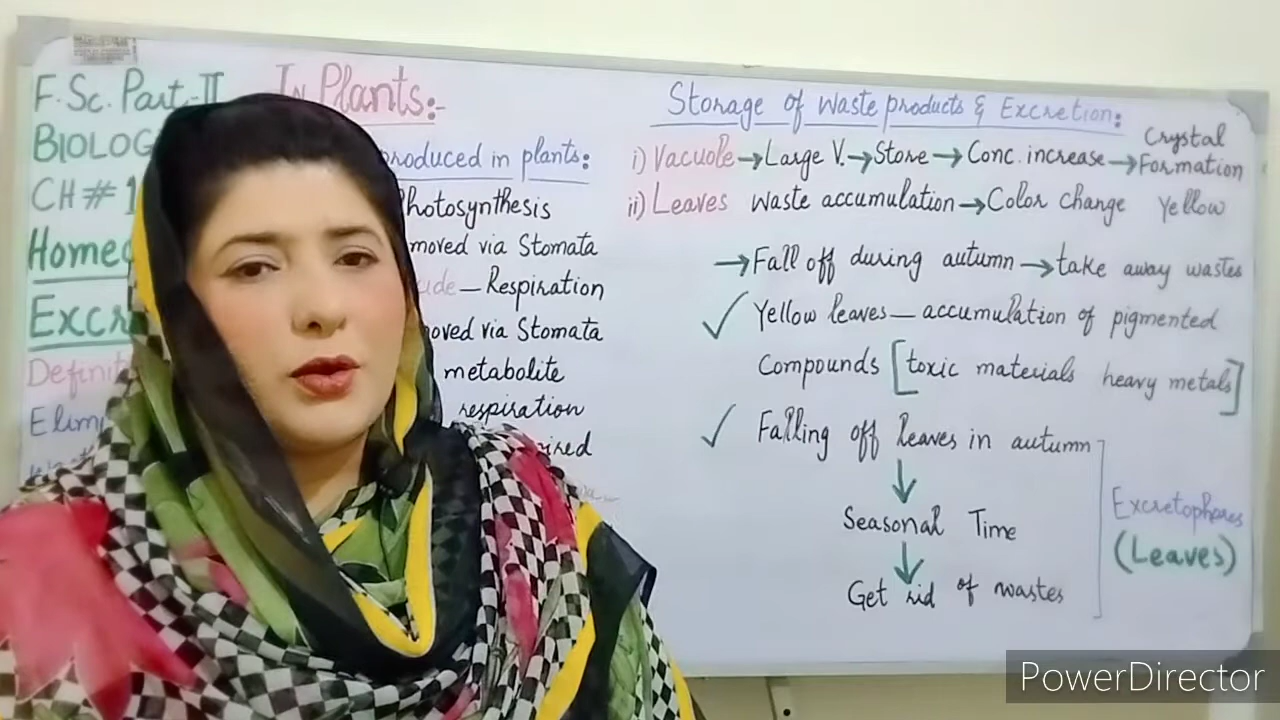 F.Sc. Part-II
BIOLOG
CH# 1
Homeo
Excr
Definit
Elim
In Plants:-
produced in plants:
Photosynthesis
moved via Stomata
ide — Respiration
moved via Stomata
metabolite
respiration
ired
Storage of waste products & Excretion:
i) Vacuole → Large V. → Store → Conc. increase → Crystal Formation
ii) Leaves Waste accumulation → Color change Yellow
→ Fall off during autumn → take away wastes
✓ Yellow leaves — accumulation of pigmented
Compounds [toxic materials heavy metals]
✓ Falling off leaves in autumn
↓
Seasonal Time
↓
Get rid of wastes
Excretophores
(Leaves)
PowerDirector